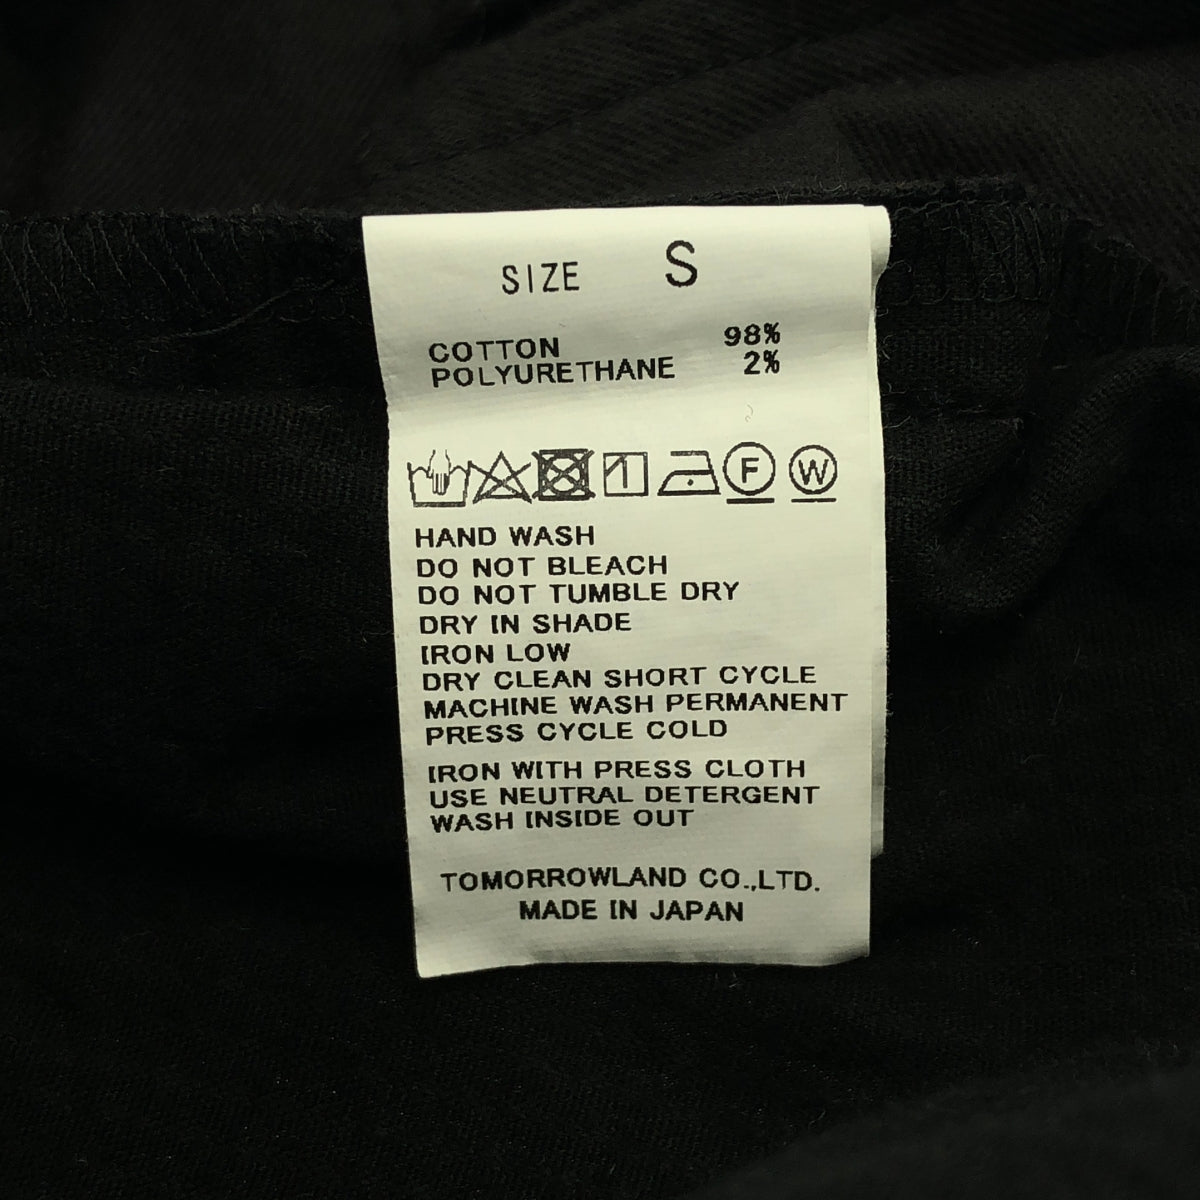 SIZE S
COTTON 98%
POLYURETHANE 2%
1 F W
HAND WASH
DO NOT BLEACH
DO NOT TUMBLE DRY
DRY IN SHADE
IRON LOW
DRY CLEAN SHORT CYCLE
MACHINE WASH PERMANENT
PRESS CYCLE COLD
IRON WITH PRESS CLOTH
USE NEUTRAL DETERGENT
WASH INSIDE OUT
TOMORROWLAND CO.,LTD.
MADE IN JAPAN